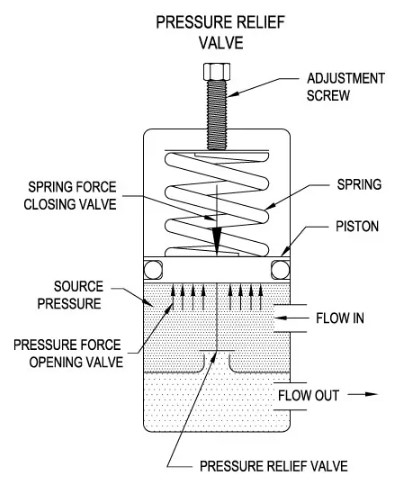 PRESSURE RELIEF
VALVE
ADJUSTMENT
SCREW
SPRING FORCE
CLOSING VALVE
SPRING
PISTON
SOURCE
PRESSURE
FLOW IN
PRESSURE FORCE
OPENING VALVE
FLOW OUT
PRESSURE RELIEF VALVE